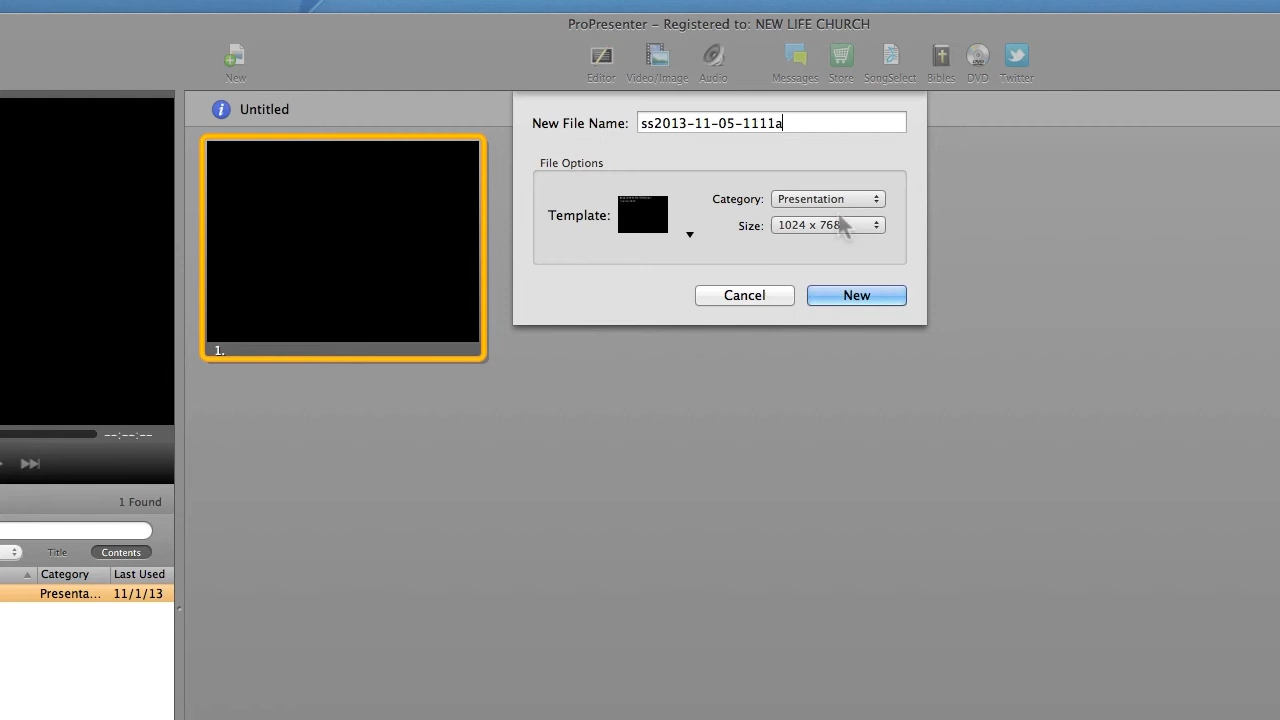 ProPresenter – Registered to: NEW LIFE CHURCH
New
Editor
Video/Image
Audio
Messages
Store
SongSelect
Bibles
DVD
Twitter
Untitled
New File Name: ss2013-11-05-1111a
File Options
Template:
Category: Presentation
Size: 1024 x 768
Cancel
New
1.
--:--:--
1 Found
Title
Contents
Category
Last Used
Presenta...
11/1/13